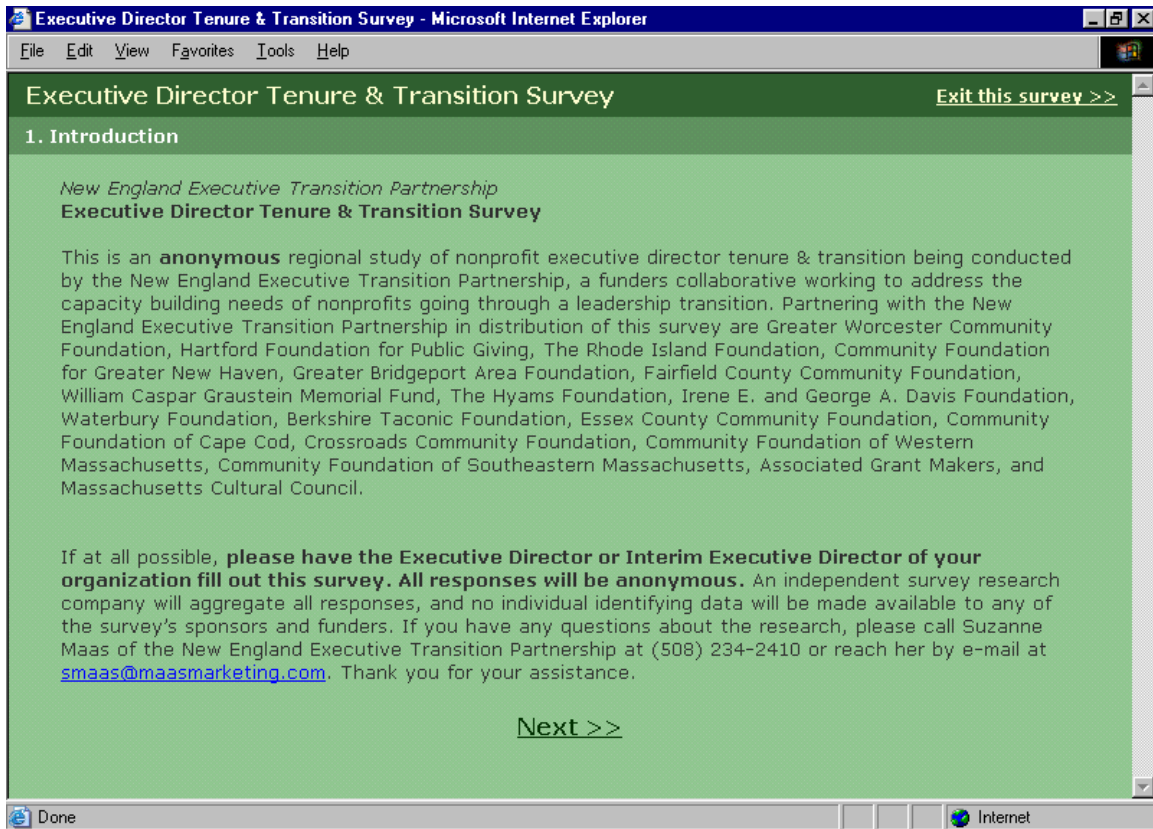 Executive Director Tenure & Transition Survey - Microsoft Internet Explorer
File Edit View Favorites Tools Help
Executive Director Tenure & Transition Survey
Exit this survey >>
1. Introduction
New England Executive Transition Partnership
Executive Director Tenure & Transition Survey
This is an anonymous regional study of nonprofit executive director tenure & transition being conducted
by the New England Executive Transition Partnership, a funders collaborative working to address the
capacity building needs of nonprofits going through a leadership transition. Partnering with the New
England Executive Transition Partnership in distribution of this survey are Greater Worcester Community
Foundation, Hartford Foundation for Public Giving, The Rhode Island Foundation, Community Foundation
for Greater New Haven, Greater Bridgeport Area Foundation, Fairfield County Community Foundation,
William Caspar Graustein Memorial Fund, The Hyams Foundation, Irene E. and George A. Davis Foundation,
Waterbury Foundation, Berkshire Taconic Foundation, Essex County Community Foundation, Community
Foundation of Cape Cod, Crossroads Community Foundation, Community Foundation of Western
Massachusetts, Community Foundation of Southeastern Massachusetts, Associated Grant Makers, and
Massachusetts Cultural Council.
If at all possible, please have the Executive Director or Interim Executive Director of your
organization fill out this survey. All responses will be anonymous. An independent survey research
company will aggregate all responses, and no individual identifying data will be made available to any of
the survey's sponsors and funders. If you have any questions about the research, please call Suzanne
Maas of the New England Executive Transition Partnership at (508) 234-2410 or reach her by e-mail at
smaas@maasmarketing.com. Thank you for your assistance.
Next >>
Done
Internet